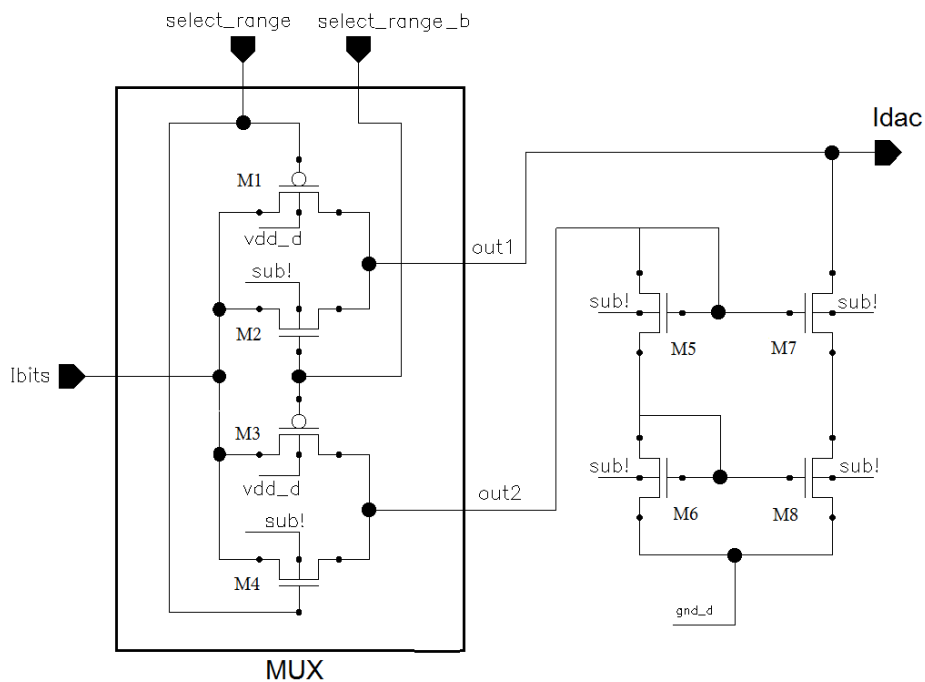 select_range
select_range_b
Idac
M1
vdd_d
out1
sub!
sub!
sub!
M2
M5
M7
Ibits
M3
vdd_d
sub!
sub!
out2
sub!
M6
M8
M4
gnd_d
MUX